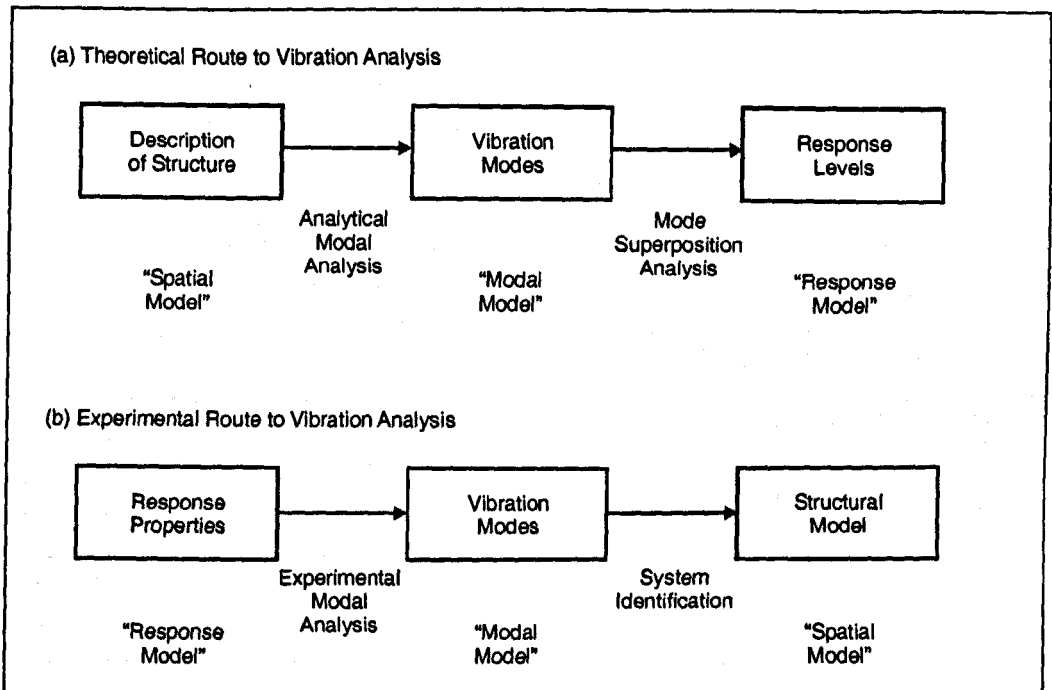 (a) Theoretical Route to Vibration Analysis
Description
of Structure
Vibration
Modes
Response
Levels
Analytical
Modal
Analysis
Mode
Superposition
Analysis
“Spatial
Model”
“Modal
Model”
“Response
Model”
(b) Experimental Route to Vibration Analysis
Response
Properties
Vibration
Modes
Structural
Model
Experimental
Modal
Analysis
System
Identification
“Response
Model”
“Modal
Model”
“Spatial
Model”